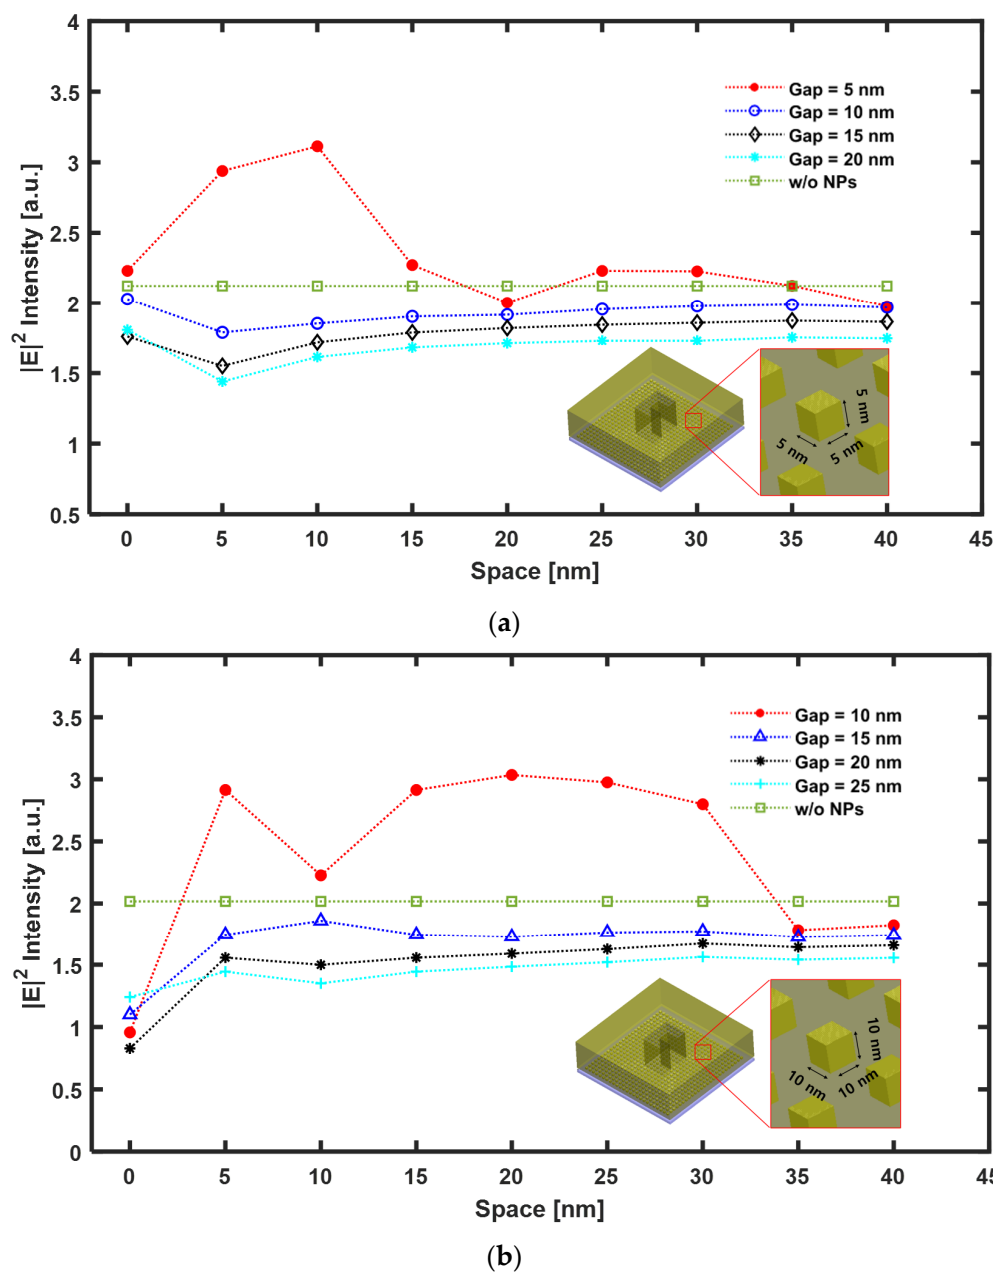 (a)
4
3.5
3
2.5
2
1.5
1
0.5
|E|² Intensity [a.u.]
Gap = 5 nm
Gap = 10 nm
Gap = 15 nm
Gap = 20 nm
w/o NPs
5 nm
5 nm
5 nm
0 5 10 15 20 25 30 35 40 45
Space [nm]
(a)
4
3.5
3
2.5
2
1.5
1
0.5
0
|E|² Intensity [a.u.]
Gap = 10 nm
Gap = 15 nm
Gap = 20 nm
Gap = 25 nm
w/o NPs
10 nm
10 nm
10 nm
0 5 10 15 20 25 30 35 40 45
Space [nm]
(b)